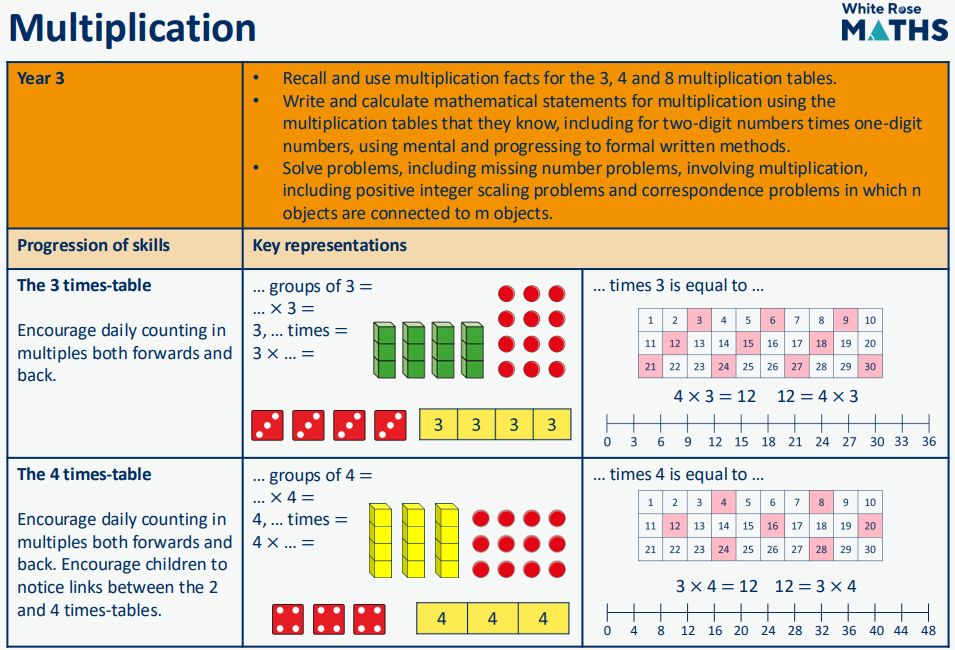 Multiplication
White Rose
MATHS
Year 3
• Recall and use multiplication facts for the 3, 4 and 8 multiplication tables.
• Write and calculate mathematical statements for multiplication using the
multiplication tables that they know, including for two-digit numbers times one-digit
numbers, using mental and progressing to formal written methods.
• Solve problems, including missing number problems, involving multiplication,
including positive integer scaling problems and correspondence problems in which n
objects are connected to m objects.
Progression of skills
Key representations
The 3 times-table
Encourage daily counting in
multiples both forwards and
back.
... groups of 3 =
... × 3 =
3, ... times =
3 × ... =
3 3 3 3
... times 3 is equal to ...
1 2 3 4 5 6 7 8 9 10
11 12 13 14 15 16 17 18 19 20
21 22 23 24 25 26 27 28 29 30
4 × 3 = 12 12 = 4 × 3
0 3 6 9 12 15 18 21 24 27 30 33 36
The 4 times-table
Encourage daily counting in
multiples both forwards and
back. Encourage children to
notice links between the 2
and 4 times-tables.
... groups of 4 =
... × 4 =
4, ... times =
4 × ... =
4 4 4
... times 4 is equal to ...
1 2 3 4 5 6 7 8 9 10
11 12 13 14 15 16 17 18 19 20
21 22 23 24 25 26 27 28 29 30
3 × 4 = 12 12 = 3 × 4
0 4 8 12 16 20 24 28 32 36 40 44 48